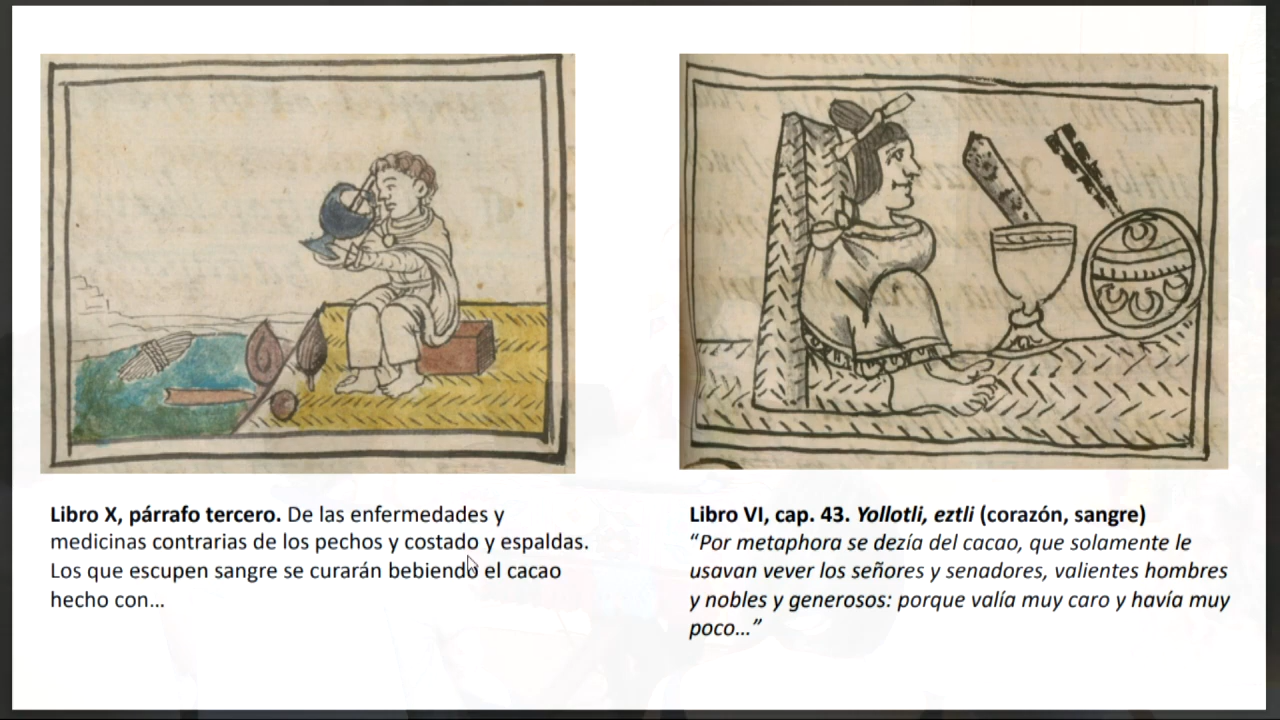 Libro X, párrafo tercero. De las enfermedades y
medicinas contrarias de los pechos y costado y espaldas.
Los que escupen sangre se curarán bebiendo el cacao
hecho con...
Libro VI, cap. 43. Yollotli, eztli (corazón, sangre)
“Por metaphora se dezía del cacao, que solamente le
usavan vever los señores y senadores, valientes hombres
y nobles y generosos: porque valía muy caro y havía muy
poco...”